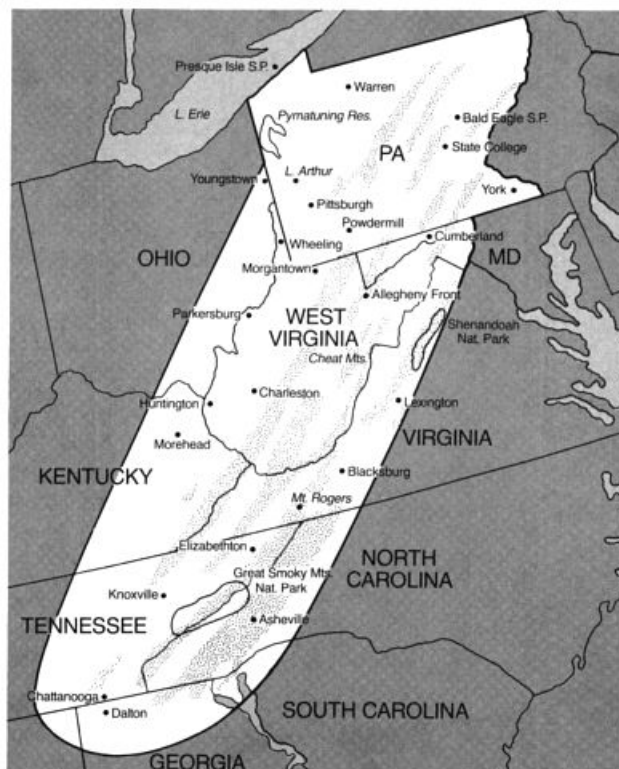 Presque Isle S.P.
Warren
L. Erie
Pymatuning Res.
Bald Eagle S.P.
State College
PA
L. Arthur
Youngstown
York
Pittsburgh
Powdermill
Cumberland
Wheeling
OHIO
MD
Morgantown
Allegheny Front
WEST
VIRGINIA
Parkersburg
Shenandoah
Nat. Park
Cheat Mts.
Charleston
Huntington
Lexington
Morehead
VIRGINIA
KENTUCKY
Blacksburg
Mt. Rogers
Elizabethton
NORTH
CAROLINA
Great Smoky Mts.
Nat. Park
Knoxville
Asheville
TENNESSEE
Chattanooga
Dalton
SOUTH CAROLINA
GEORGIA